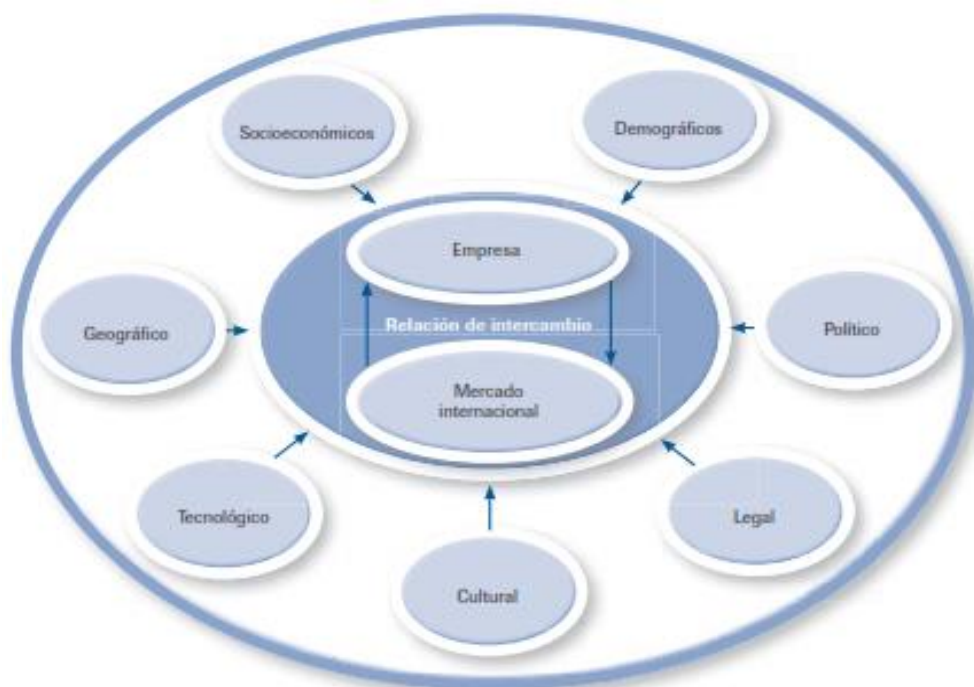 Socioeconómicos
Demográficos
Empresa
Geográfico
Relación de intercambio
Político
Mercado
internacional
Tecnológico
Legal
Cultural